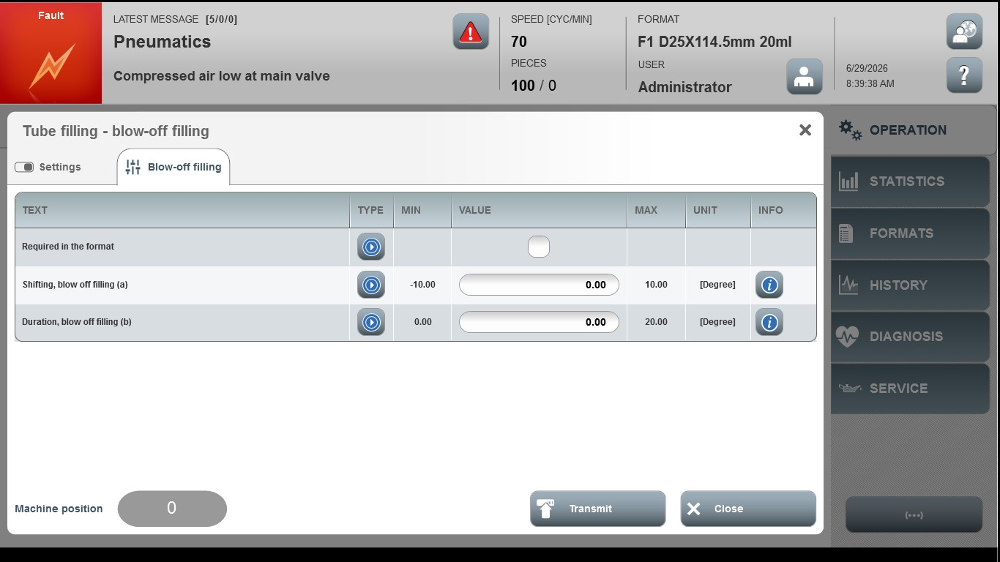 Fault
LATEST MESSAGE [5/0/0]
Pneumatics
Compressed air low at main valve
SPEED [CYC/MIN]
70
PIECES
100 / 0
FORMAT
F1 D25X114.5mm 20ml
USER
Administrator
6/29/2026
8:39:38 AM
?
Tube filling - blow-off filling
Settings
Blow-off filling
TEXT TYPE MIN VALUE MAX UNIT INFO
Required in the format
Shifting, blow off filling (a) -10.00 0.00 10.00 [Degree] i
Duration, blow off filling (b) 0.00 0.00 20.00 [Degree] i
Machine position 0
Transmit
Close
OPERATION
STATISTICS
FORMATS
HISTORY
DIAGNOSIS
SERVICE
(•••)